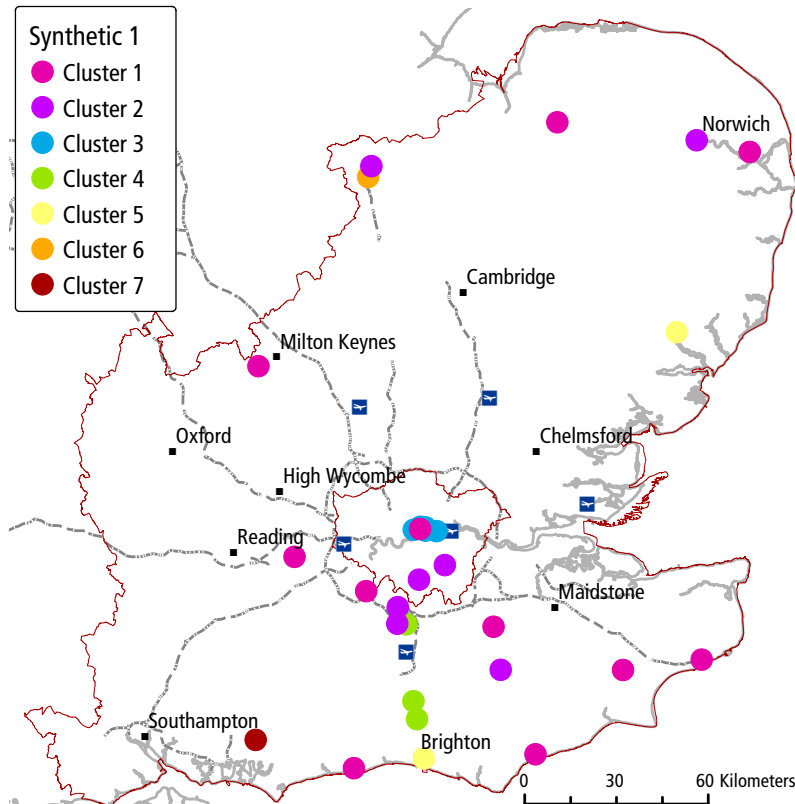 Synthetic 1
Cluster 1
Cluster 2
Cluster 3
Cluster 4
Cluster 5
Cluster 6
Cluster 7
Norwich
Cambridge
Milton Keynes
Oxford
Chelmsford
High Wycombe
Reading
Maidstone
Southampton
Brighton
0 30 60 Kilometers